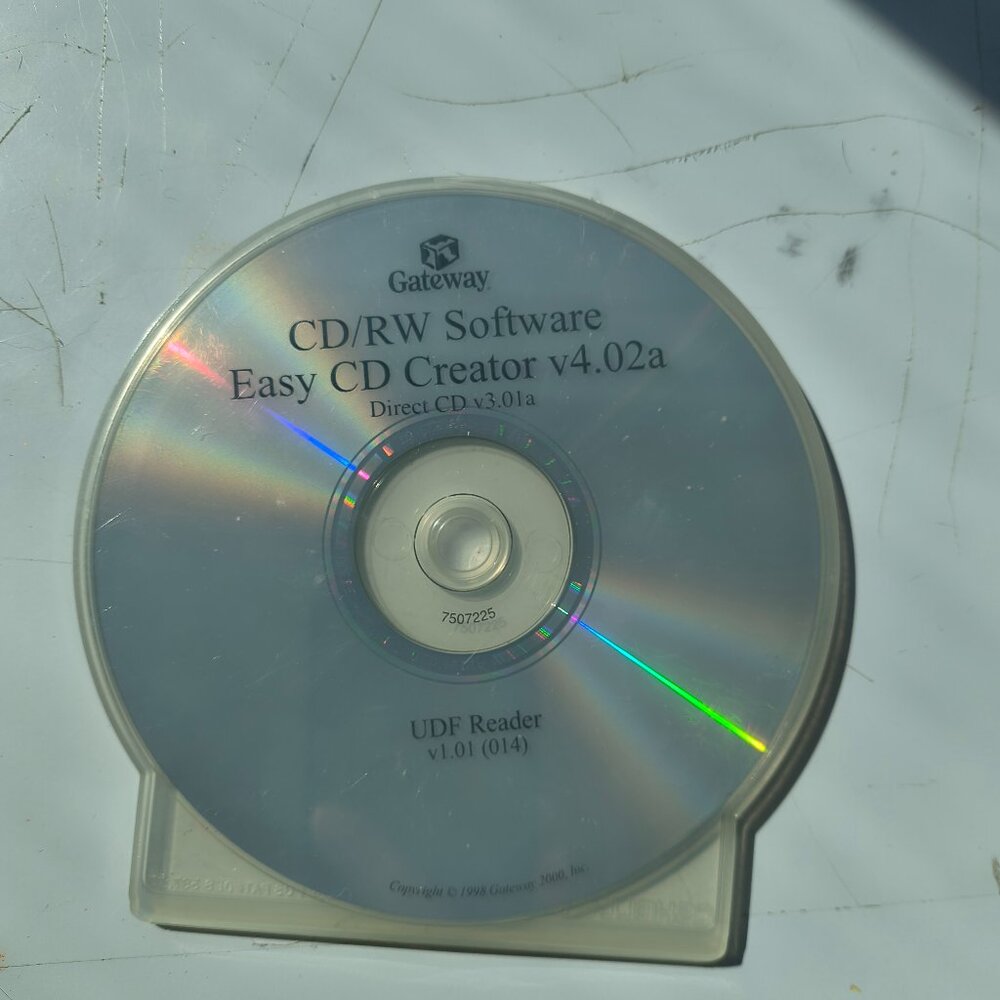 Gateway
CD/RW Software
Easy CD Creator v4.02a
Direct CD v3.01a
7507225
UDF Reader
v1.01 (014)
Copyright © 1998 Gateway 2000, Inc.